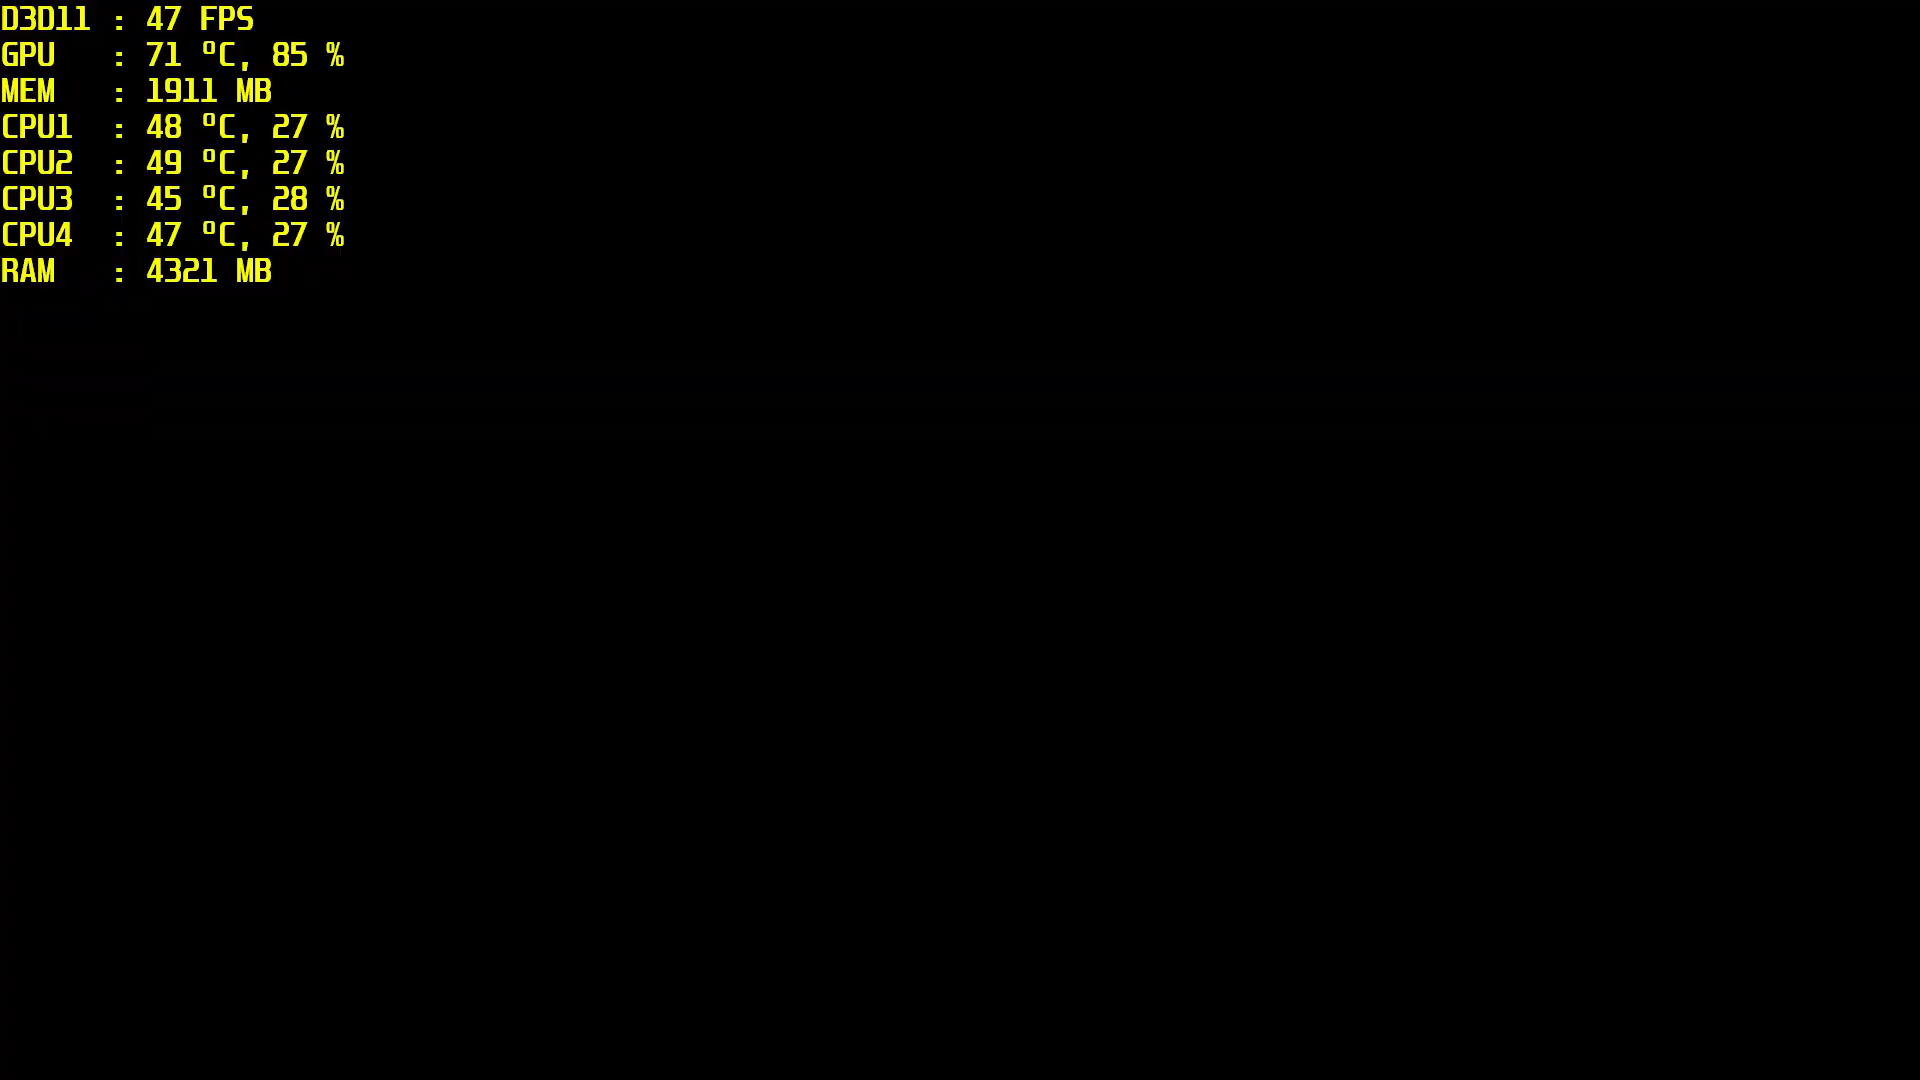 D3D11 : 47 FPS
GPU : 71 °C, 85 %
MEM : 1911 MB
CPU1 : 48 °C, 27 %
CPU2 : 49 °C, 27 %
CPU3 : 45 °C, 28 %
CPU4 : 47 °C, 27 %
RAM : 4321 MB